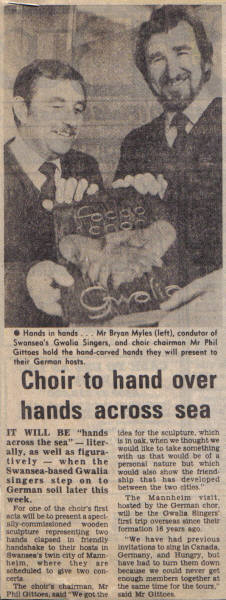 Gwalia
● Hands in hands . . . Mr Bryan Myles (left), condutor of
Swansea's Gwolia Singers, and choir chairman Mr Phil
Gittoes hold the hand-carved hands they will present to
their German hosts.
Choir to hand over
hands across sea
IT WILL BE "hands
across the sea" — liter-
ally, as well as figura-
tively — when the
Swansea-based Gwalia
singers step on to
German soil later this
week.
For one of the choir's first
acts will be to present a speci-
ally-commissioned wooden
sculpture representing two
hands clasped in friendly
handshake to their hosts in
Swansea's twin city of Mann-
heim, where they are
scheduled to give two con-
certs
The choir's chairman, Mr
Phil Gittoes, said "We got the
idea for the sculpture, which
is in oak, when we thought we
would like to take something
with us that would be of a
personal nature but which
would also show the friend-
ship that has developed
between the two cities."
The Mannheim visit,
hosted by the German choir,
will be the Gwalia Singers'
first trip overseas since their
formation 16 years ago.
"We have had previous
invitations to sing in Canada,
Germany, and Hungry, but
have had to turn them down
because we could never get
enough members together at
the same time for the tours,"
said Mr Gittoes.